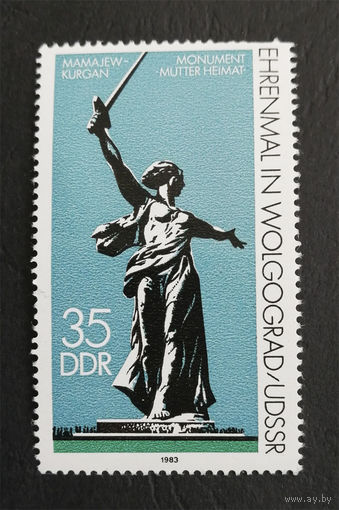 MAMAJEW-
KURGAN
MONUMENT
·MUTTER HEIMAT·
EHRENMAL IN WOLGOGRAD/UDSSR
35
DDR
1983
www.ay.by